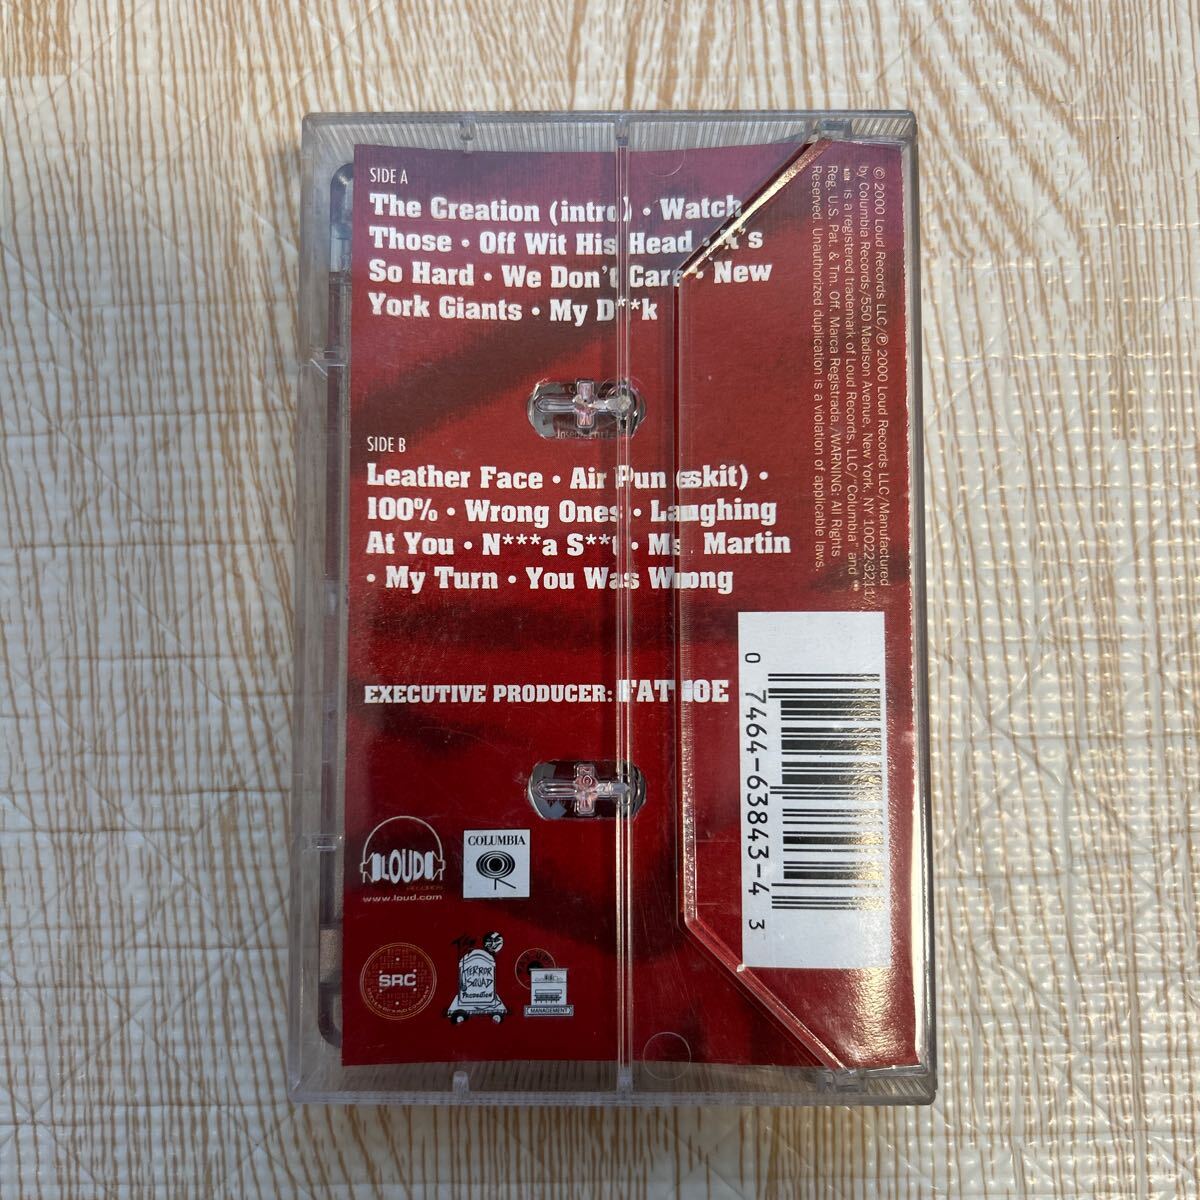 SIDE A
The Creation (intro) • Watch
Those • Off Wit His Head • It's
So Hard • We Don't Care • New
York Giants • My D**k
SIDE B
Leather Face • Air Pun (skit) •
100% • Wrong Ones • Laughing
At You • N***a S**t • Ms. Martin
• My Turn • You Was Wrong
EXECUTIVE PRODUCER: FAT JOE
LOUD
RECORDS
www.loud.com
COLUMBIA
SRC
TERROR
SQUAD
PRODUCTION
MANAGEMENT
© 2000 Loud Records LLC/℗ 2000 Loud Records LLC/Manufactured
by Columbia Records/550 Madison Avenue, New York, NY 10022-3211/
is a registered trademark of Loud Records, LLC/"Columbia" and
Reg. U.S. Pat. & Tm. Off. Marca Registrada./WARNING: All Rights
Reserved. Unauthorized duplication is a violation of applicable laws.
0 7464-63843-4 3